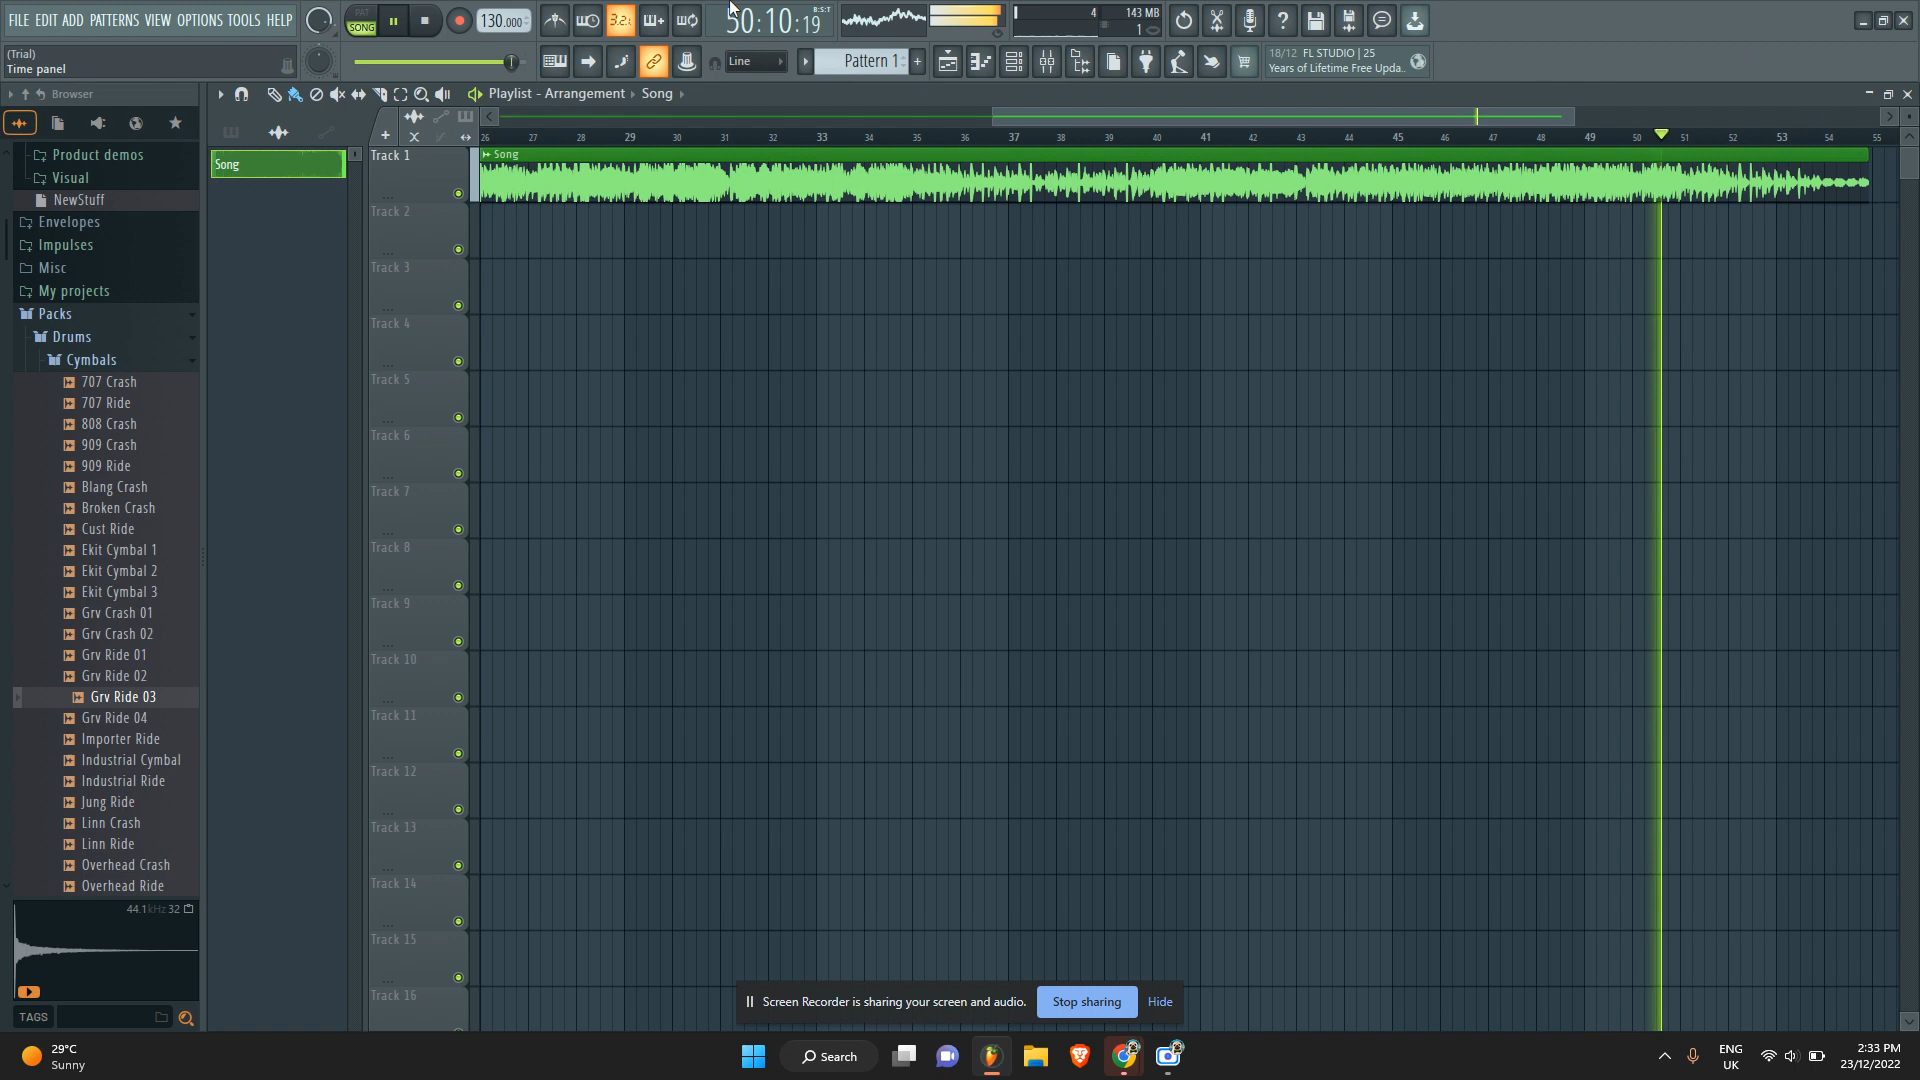 FILE EDIT ADD PATTERNS VIEW OPTIONS TOOLS HELP
PAT
SONG
130.000
3.2.1
50:10:19
B:S:T
4
143 MB
1
(Trial)
Time panel
Line
Pattern 1
18/12 FL STUDIO | 25
Years of Lifetime Free Upda..
Browser
Playlist - Arrangement
Song
26 27 28 29 30 31 32 33 34 35 36 37 38 39 40 41 42 43 44 45 46 47 48 49 50 51 52 53 54 55
Product demos
Visual
NewStuff
Envelopes
Impulses
Misc
My projects
Packs
Drums
Cymbals
707 Crash
707 Ride
808 Crash
909 Crash
909 Ride
Blang Crash
Broken Crash
Cust Ride
Ekit Cymbal 1
Ekit Cymbal 2
Ekit Cymbal 3
Grv Crash 01
Grv Crash 02
Grv Ride 01
Grv Ride 02
Grv Ride 03
Grv Ride 04
Importer Ride
Industrial Cymbal
Industrial Ride
Jung Ride
Linn Crash
Linn Ride
Overhead Crash
Overhead Ride
44.1kHz 32
TAGS
Song
Track 1
Song
Track 2
Track 3
Track 4
Track 5
Track 6
Track 7
Track 8
Track 9
Track 10
Track 11
Track 12
Track 13
Track 14
Track 15
Track 16
Screen Recorder is sharing your screen and audio.
Stop sharing
Hide
29°C
Sunny
Search
ENG
UK
2:33 PM
23/12/2022